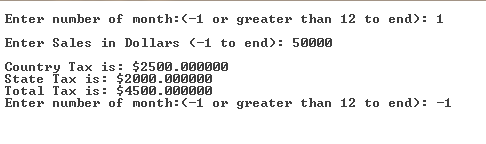 Enter number of month:(-1 or greater than 12 to end): 1
Enter Sales in Dollars (-1 to end): 50000
Country Tax is: $2500.000000
State Tax is: $2000.000000
Total Tax is: $4500.000000
Enter number of month:(-1 or greater than 12 to end): -1